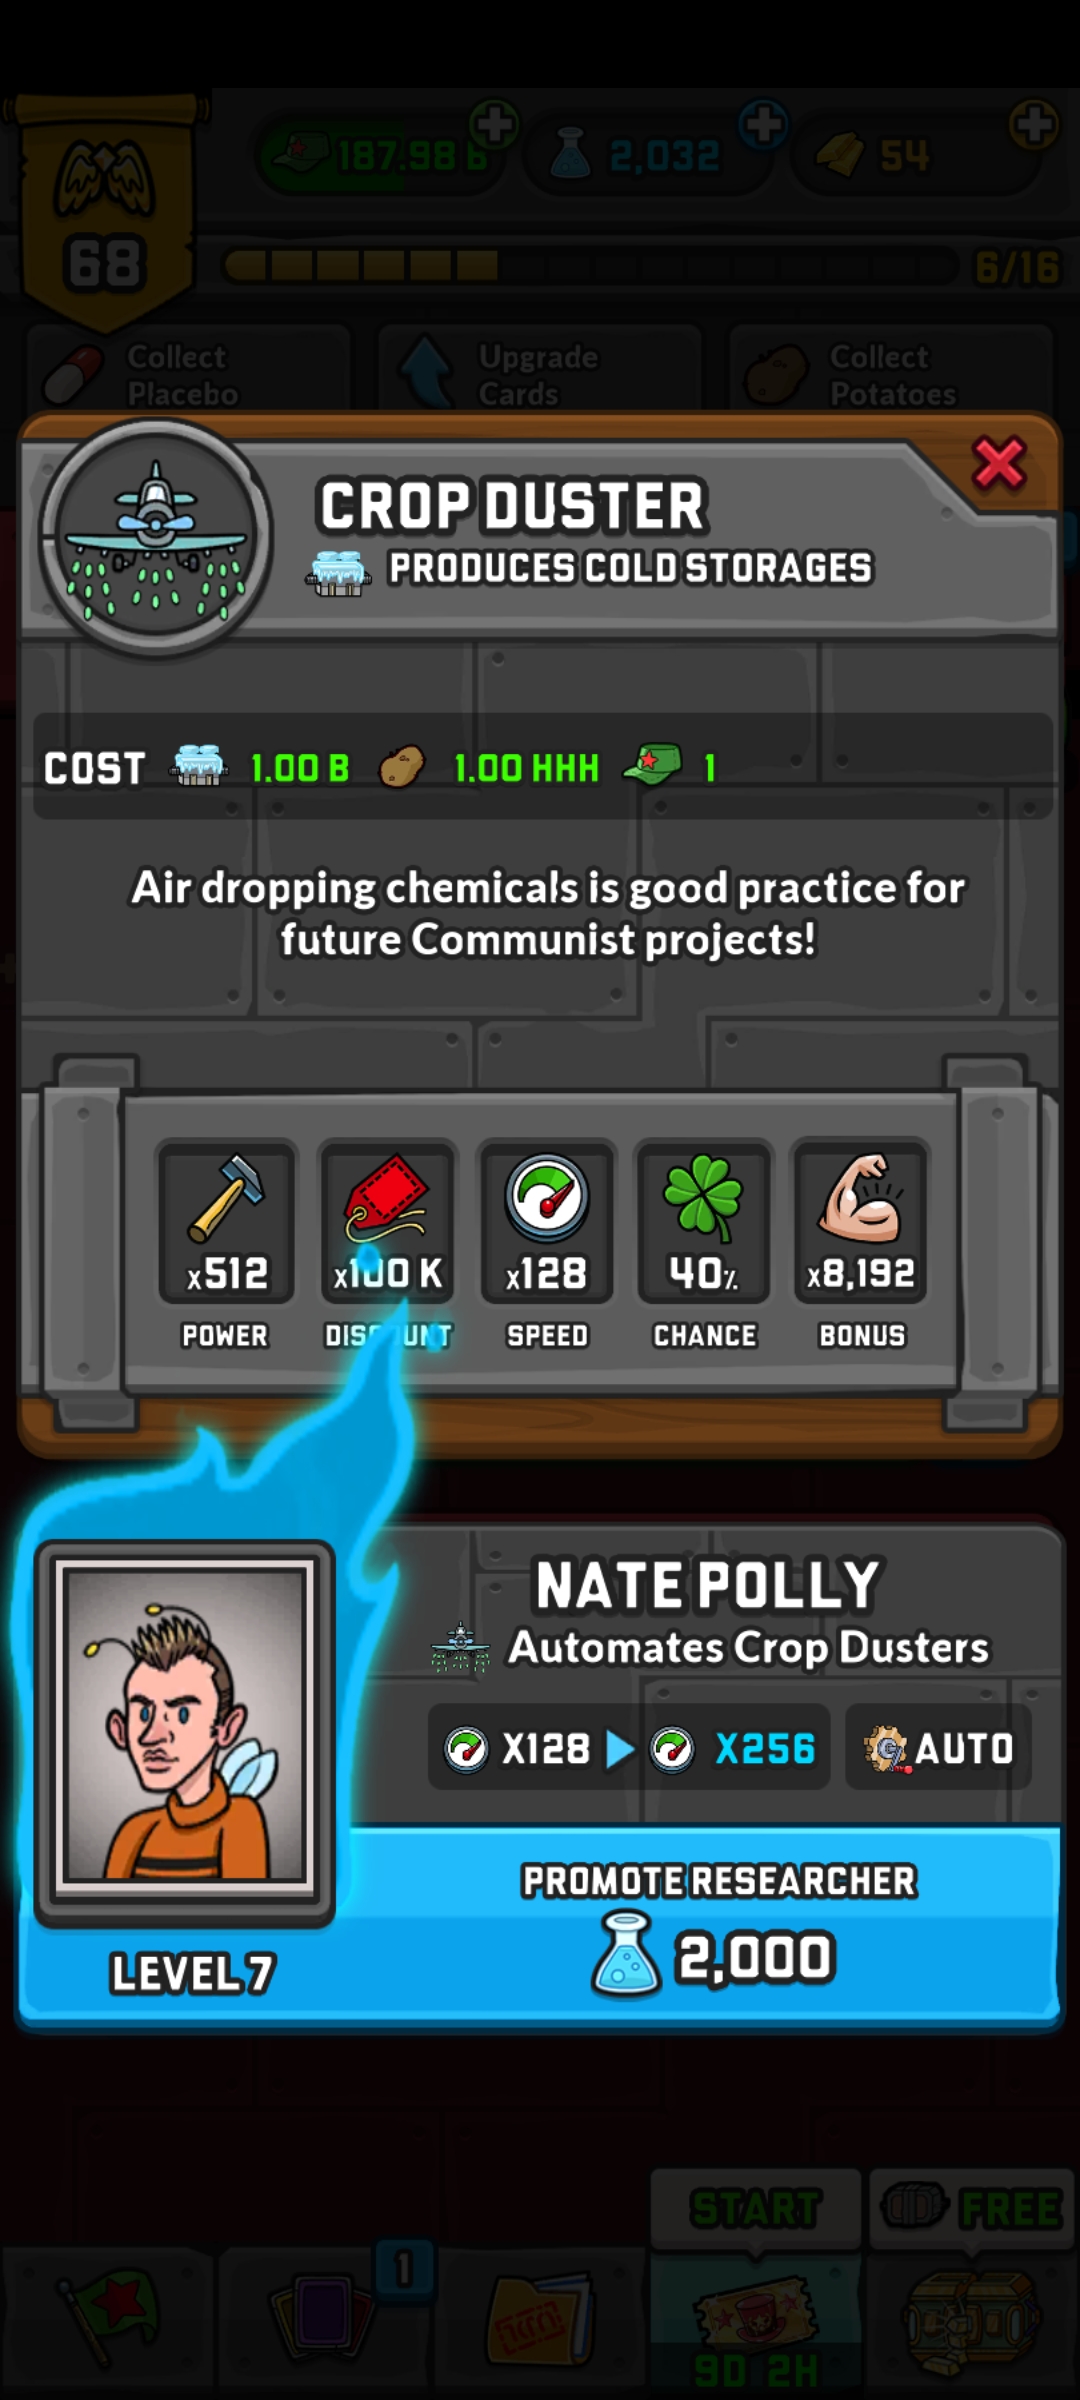 187.98 B
2,032
54
68
6/16
Collect
Placebo
Upgrade
Cards
Collect
Potatoes
CROP DUSTER
PRODUCES COLD STORAGES
COST 1.00 B 1.00 HHH 1
Air dropping chemicals is good practice for
future Communist projects!
x512
x100 K
x128
40%
x8,192
POWER
DISCOUNT
SPEED
CHANCE
BONUS
NATE POLLY
Automates Crop Dusters
X128 X256 AUTO
PROMOTE RESEARCHER
2,000
LEVEL 7
START
FREE
1
9D 2H